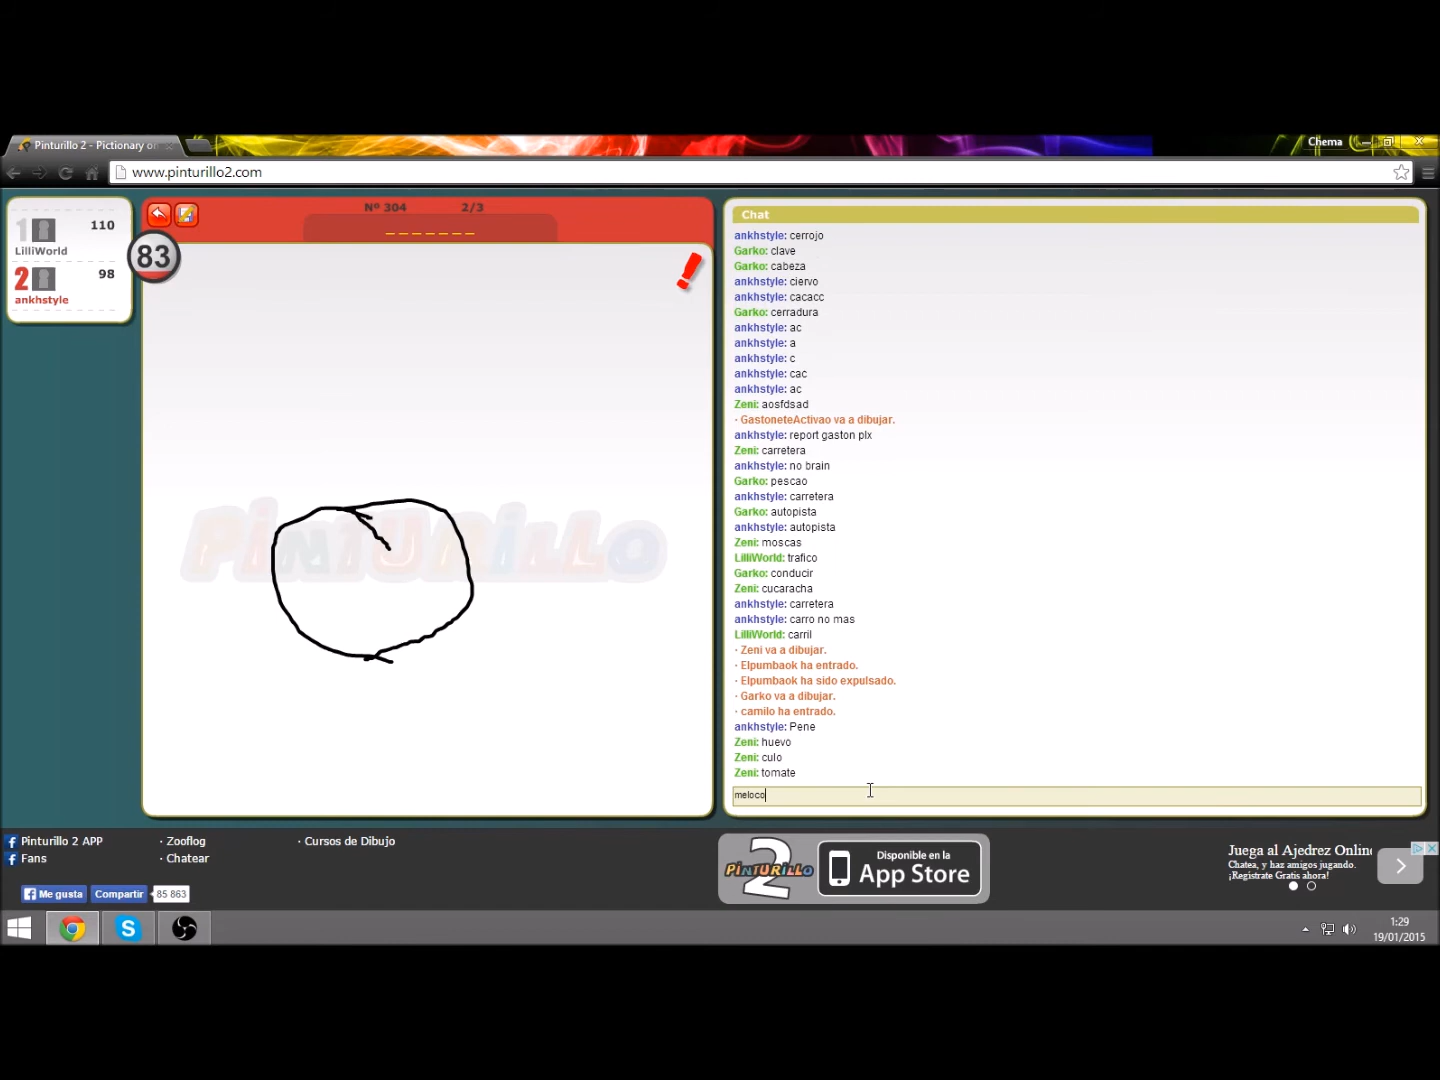 Pinturillo 2 - Pictionary on
Chema
www.pinturillo2.com
1
110
LilliWorld
2
98
ankhstyle
83
Nº 304
2/3
_ _ _ _ _ _ _
PINTURILLO
Chat
ankhstyle: cerrojo
Garko: clave
Garko: cabeza
ankhstyle: ciervo
ankhstyle: cacacc
Garko: cerradura
ankhstyle: ac
ankhstyle: a
ankhstyle: c
ankhstyle: cac
ankhstyle: ac
Zeni: aosfdsad
· GastoneteActivao va a dibujar.
ankhstyle: report gaston plx
Zeni: carretera
ankhstyle: no brain
Garko: pescao
ankhstyle: carretera
Garko: autopista
ankhstyle: autopista
Zeni: moscas
LilliWorld: trafico
Garko: conducir
Zeni: cucaracha
ankhstyle: carretera
ankhstyle: carro no mas
LilliWorld: carril
· Zeni va a dibujar.
· Elpumbaok ha entrado.
· Elpumbaok ha sido expulsado.
· Garko va a dibujar.
· camilo ha entrado.
ankhstyle: Pene
Zeni: huevo
Zeni: culo
Zeni: tomate
meloco
Pinturillo 2 APP
· Zooflog
· Cursos de Dibujo
Fans
· Chatear
Me gusta
Compartir
85 863
PINTURILLO
2
Disponible en la
App Store
Juega al Ajedrez Online
Chatea, y haz amigos jugando.
¡Registrate Gratis ahora!
1:29
19/01/2015